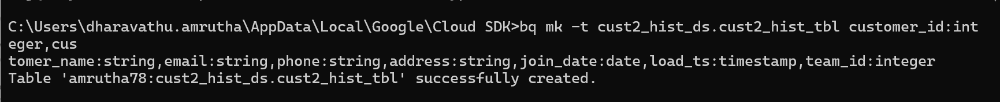 C:\Users\dharavathu.amrutha\AppData\Local\Google\Cloud SDK>bq mk -t cust2_hist_ds.cust2_hist_tbl customer_id:int
eger,cus
tomer_name:string,email:string,phone:string,address:string,join_date:date,load_ts:timestamp,team_id:integer
Table 'amrutha78:cust2_hist_ds.cust2_hist_tbl' successfully created.